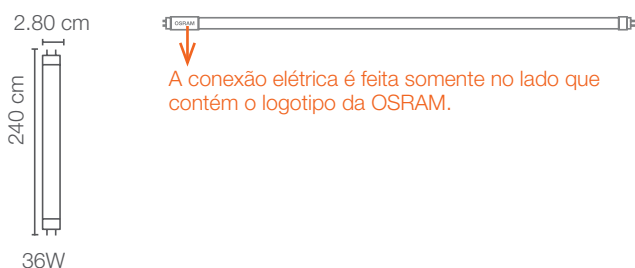 2.80 cm
240 cm
36W
OSRAM
A conexão elétrica é feita somente no lado que
contém o logotipo da OSRAM.